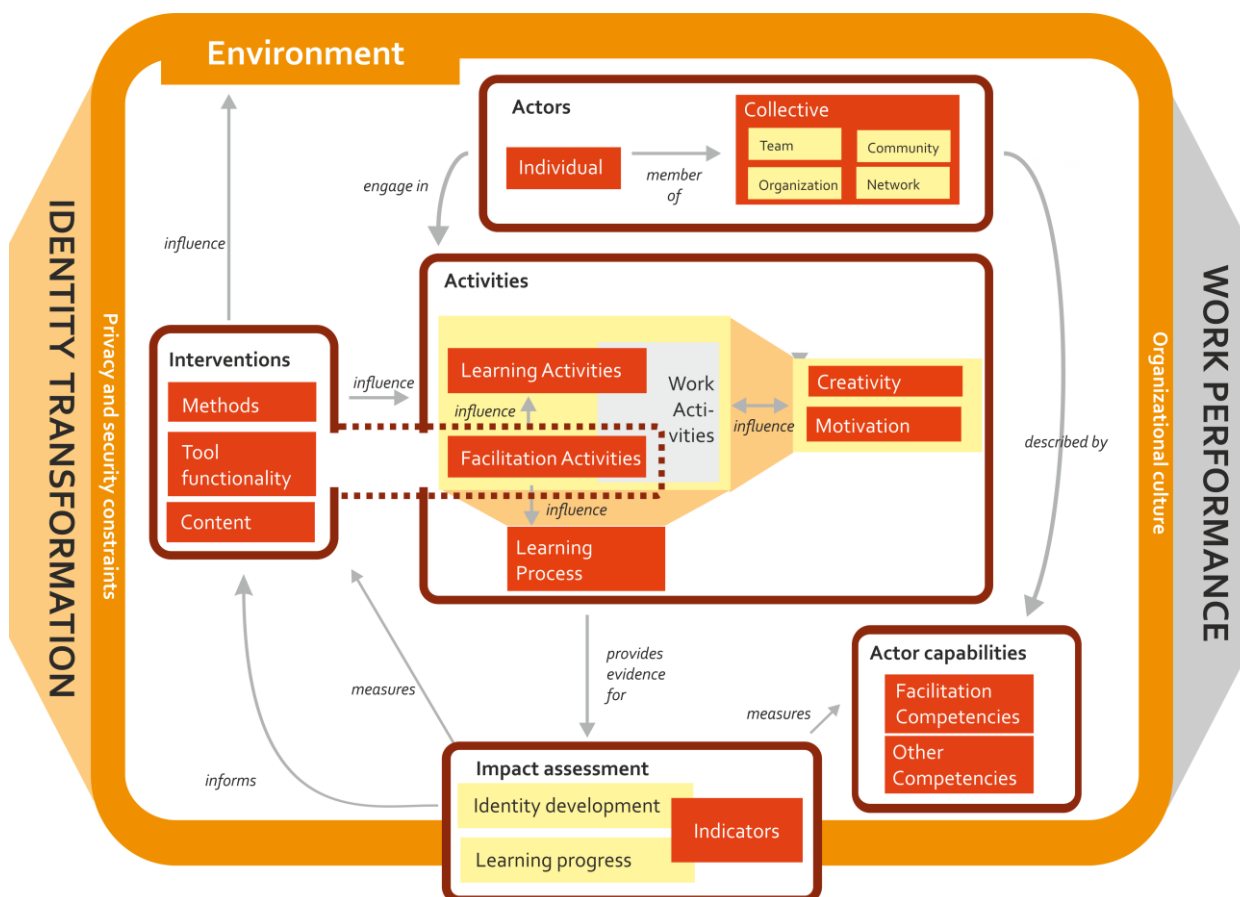 Environment
IDENTITY TRANSFORMATION
Privacy and security constraints
Actors
Individual
member
of
Collective
Team
Community
Organization
Network
engage in
influence
Activities
Learning Activities
influence
Facilitation Activities
Work
Acti-
vities
influence
Creativity
Motivation
influence
Learning
Process
Interventions
Methods
Tool
functionality
Content
influence
described by
Organizational culture
WORK PERFORMANCE
provides
evidence
for
measures
informs
measures
Actor capabilities
Facilitation
Competencies
Other
Competencies
Impact assessment
Identity development
Learning progress
Indicators